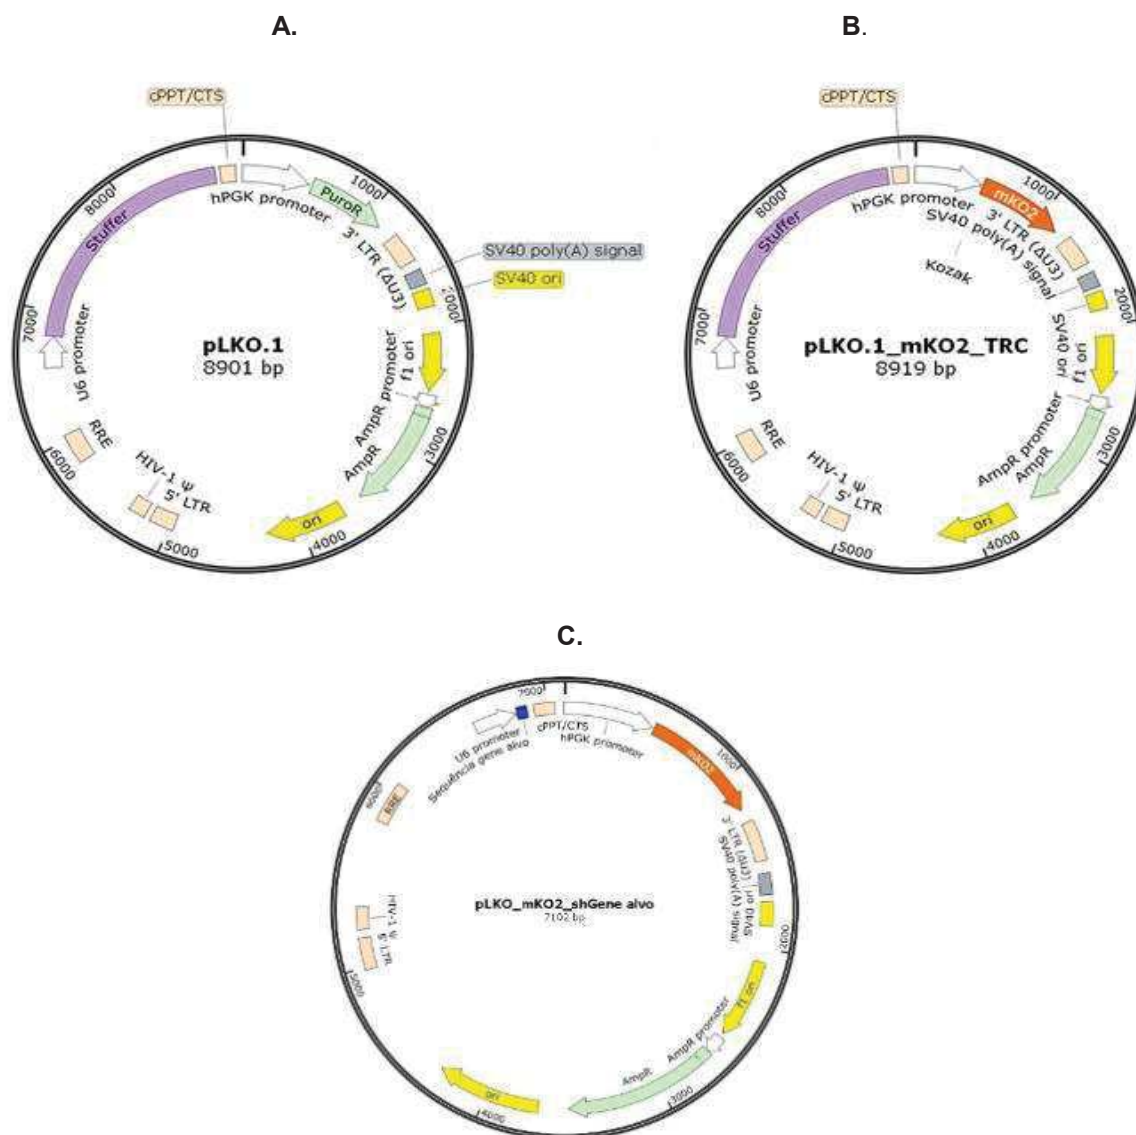 A.
cPPT/CTS
8000
1000
Stuffer
hPGK promoter
PuroR
3' LTR (ΔU3)
SV40 poly(A) signal
SV40 ori
7000
2000
U6 promoter
pLKO.1
8901 bp
f1 ori
AmpR promoter
AmpR
3000
RRE
6000
HIV-1 Ψ
5' LTR
ori
5000
4000
B.
cPPT/CTS
8000
1000
Stuffer
hPGK promoter
mKO2
3' LTR (ΔU3)
SV40 poly(A) signal
Kozak
SV40 ori
7000
2000
U6 promoter
pLKO.1_mKO2_TRC
8919 bp
f1 ori
AmpR promoter
AmpR
3000
RRE
6000
HIV-1 Ψ
5' LTR
ori
5000
4000
C.
7000
cPPT/CTS
hPGK promoter
U6 promoter
Sequência gene alvo
mKO2
1000
6000
RRE
3' LTR (ΔU3)
SV40 poly(A) signal
SV40 ori
pLKO_mKO2_shGene alvo
7102 bp
2000
HIV-1 Ψ
5' LTR
5000
f1 ori
AmpR promoter
AmpR
3000
ori
4000